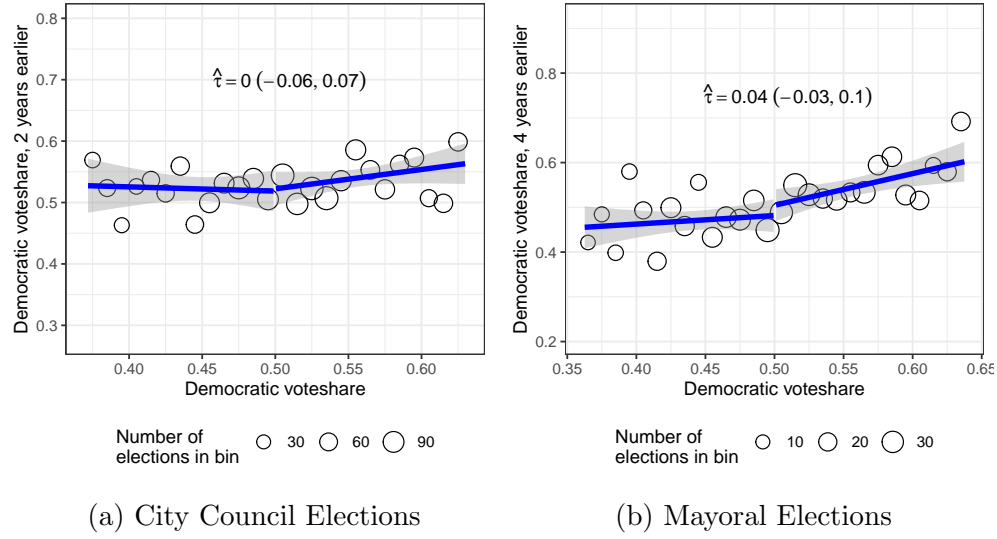 Democratic voteshare, 2 years earlier
0.8
0.7
0.6
0.5
0.4
0.3
τ̂ = 0 (−0.06, 0.07)
0.40 0.45 0.50 0.55 0.60
Democratic voteshare
Number of
elections in bin
30 60 90
(a) City Council Elections
Democratic voteshare, 4 years earlier
0.8
0.6
0.4
0.2
τ̂ = 0.04 (−0.03, 0.1)
0.35 0.40 0.45 0.50 0.55 0.60 0.65
Democratic voteshare
Number of
elections in bin
10 20 30
(b) Mayoral Elections